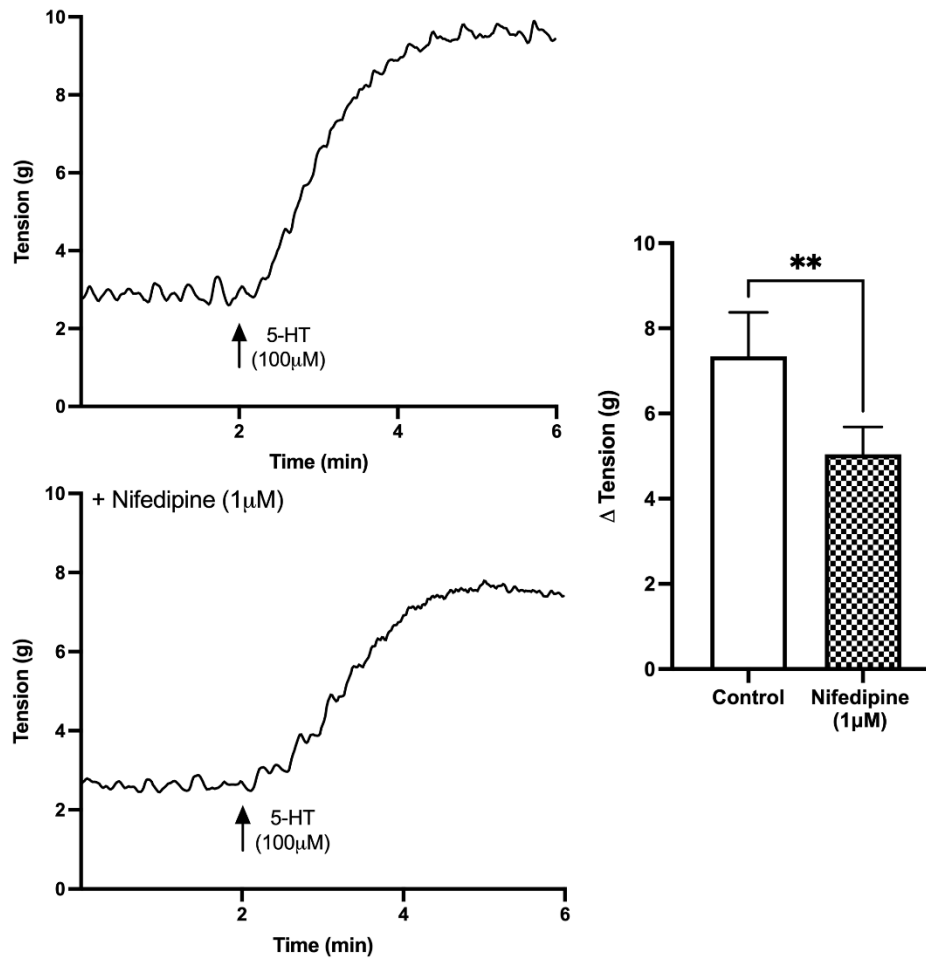 10
8
6
4
2
0
Tension (g)
5-HT
(100μM)
2
4
6
Time (min)
+ Nifedipine (1μM)
10
8
6
4
2
0
Tension (g)
5-HT
(100μM)
2
4
6
Time (min)
10
8
6
4
2
0
Δ Tension (g)
**
Control
Nifedipine
(1μM)